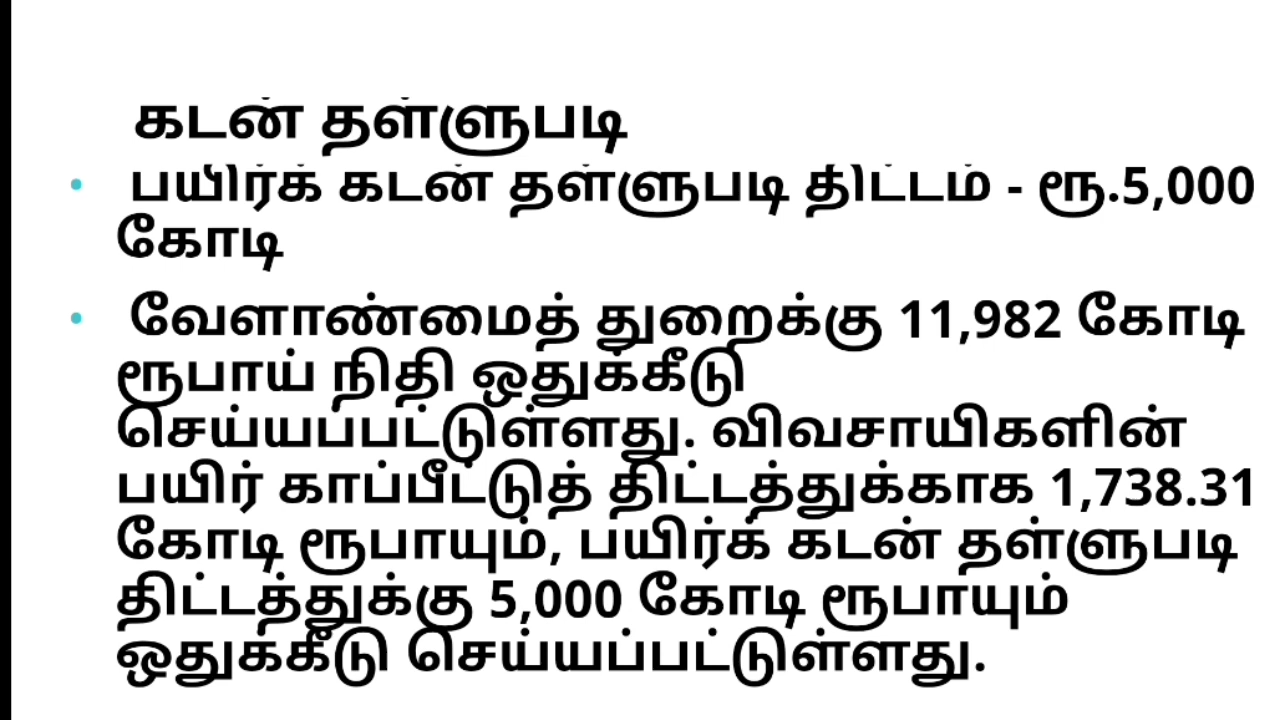 கடன் தள்ளுபடி
• பயிர்க் கடன் தள்ளுபடி திட்டம் - ரூ.5,000
கோடி
• வேளாண்மைத் துறைக்கு 11,982 கோடி
ரூபாய் நிதி ஒதுக்கீடு
செய்யப்பட்டுள்ளது. விவசாயிகளின்
பயிர் காப்பீட்டுத் திட்டத்துக்காக 1,738.31
கோடி ரூபாயும், பயிர்க் கடன் தள்ளுபடி
திட்டத்துக்கு 5,000 கோடி ரூபாயும்
ஒதுக்கீடு செய்யப்பட்டுள்ளது.